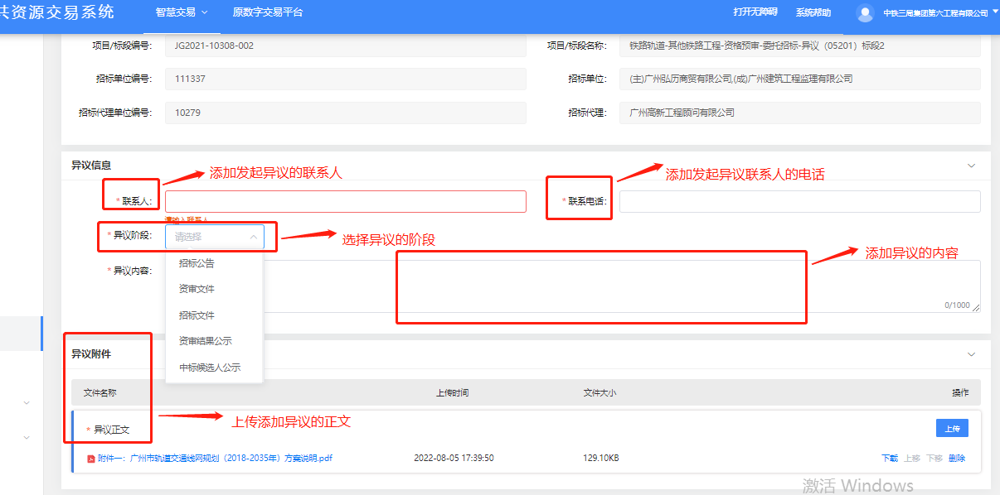 共资源交易系统 智慧交易 原数字交易平台 打开无障碍 系统帮助 中铁三局集团第六工程有限公司
项目/标段编号: JG2021-10308-002 项目/标段名称: 铁路轨道-其他铁路工程-资格预审-委托招标-异议（05201）标段2
招标单位编号: 111337 招标单位: (主)广州弘历商贸有限公司,(成)广州建筑工程监理有限公司
招标代理单位编号: 10279 招标代理: 广州高新工程顾问有限公司
异议信息
添加发起异议的联系人 添加发起异议联系人的电话
* 联系人: * 联系电话:
请输入联系人
* 异议阶段: 请选择 选择异议的阶段
添加异议的内容
招标公告
* 异议内容:
资审文件
招标文件
0/1000
资审结果公示
异议附件
中标候选人公示
文件名称 上传时间 文件大小 操作
上传添加异议的正文
* 异议正文 上传
附件一：广州市轨道交通线网规划（2018-2035年）方案说明.pdf 2022-08-05 17:39:50 129.10KB 下载 上移 下移 删除
激活 Windows